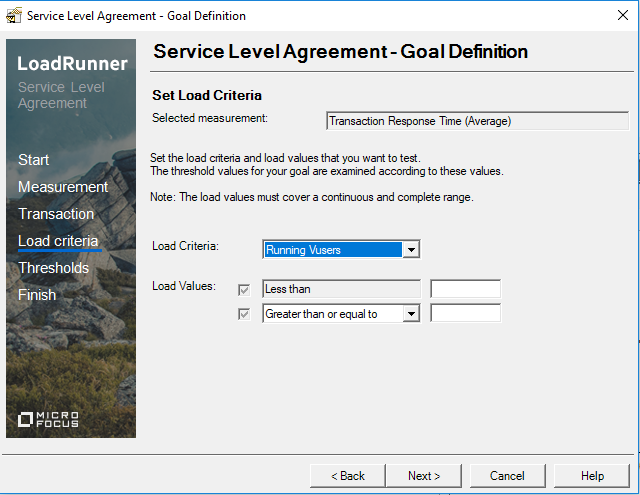 Service Level Agreement - Goal Definition
LoadRunner
Service Level
Agreement
Start
Measurement
Transaction
Load criteria
Thresholds
Finish
MICRO
FOCUS
Service Level Agreement - Goal Definition
Set Load Criteria
Selected measurement: Transaction Response Time (Average)
Set the load criteria and load values that you want to test.
The threshold values for your goal are examined according to these values.
Note: The load values must cover a continuous and complete range.
Load Criteria: Running Vusers
Load Values: Less than
Greater than or equal to
< Back Next > Cancel Help